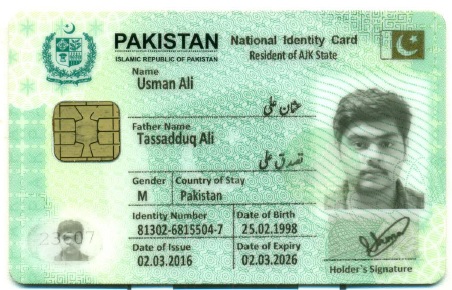 PAKISTAN National Identity Card
ISLAMIC REPUBLIC OF PAKISTAN Resident of AJK State
Name
Usman Ali
عثمان علی
Father Name
Tassadduq Ali
تصدق علی
Gender Country of Stay
M Pakistan
Identity Number Date of Birth
81302-6815504-7 25.02.1998
Date of Issue Date of Expiry
02.03.2016 02.03.2026
Holder's Signature